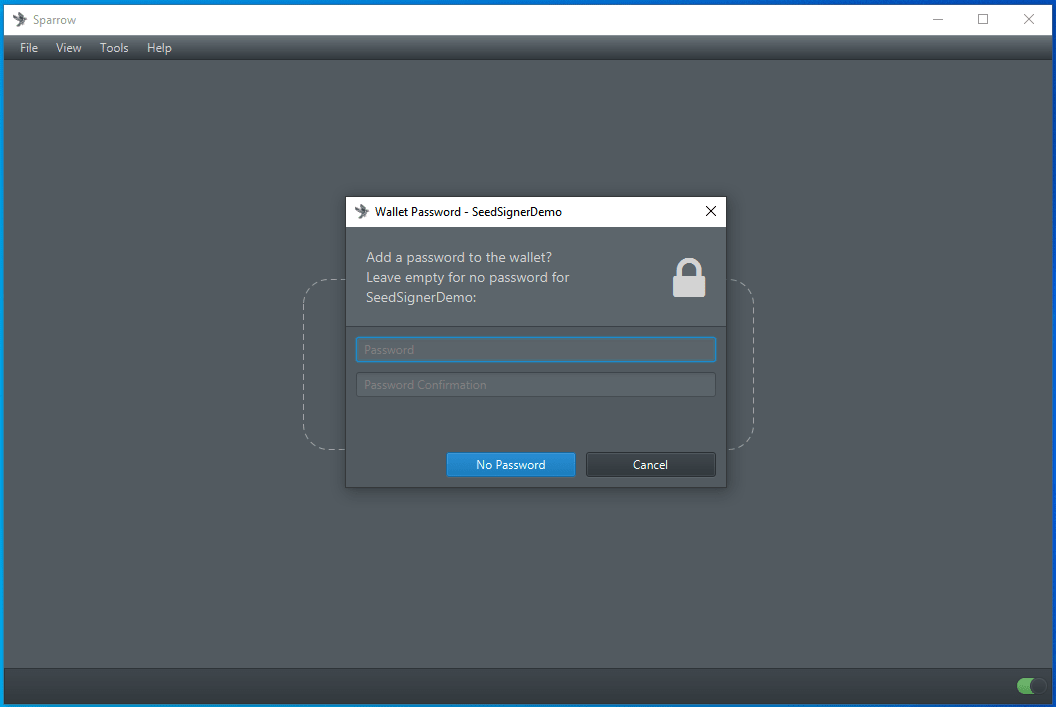 Sparrow
File View Tools Help
Wallet Password - SeedSignerDemo
Add a password to the wallet?
Leave empty for no password for
SeedSignerDemo:
Password
Password Confirmation
No Password Cancel